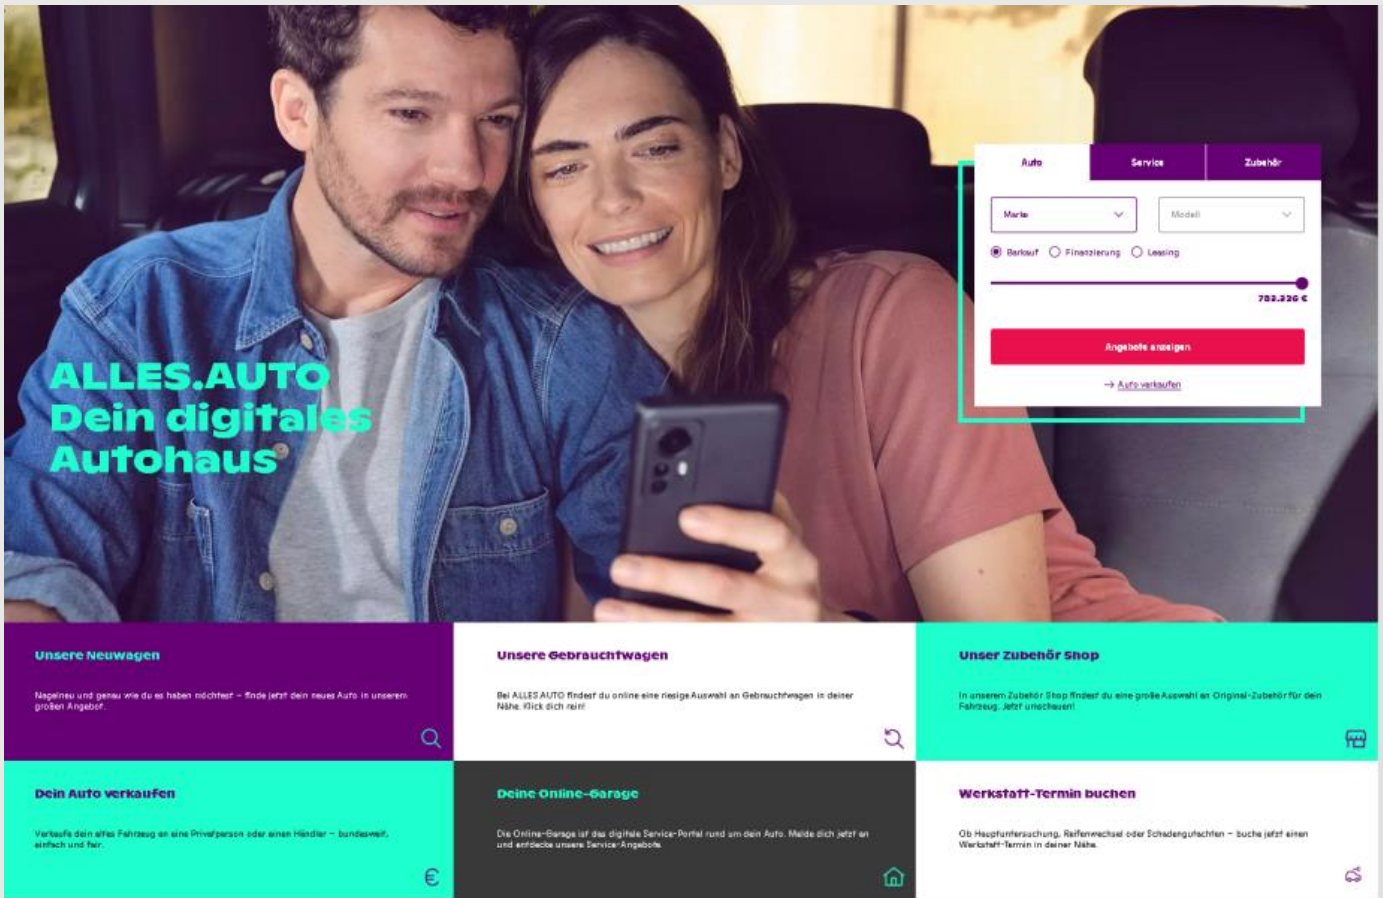 ALLES.AUTO
Dein digitales
Autohaus
Auto
Service
Zubehör
Marke
Modell
Barkauf
Finanzierung
Leasing
783.326 €
Angebote anzeigen
→ Auto verkaufen
Unsere Neuwagen
Nagelneu und genau wie du es haben möchtest – finde jetzt dein neues Auto in unserem
großen Angebot.
Unsere Gebrauchtwagen
Bei ALLES.AUTO findest du online eine riesige Auswahl an Gebrauchtwagen in deiner
Nähe. Klick dich rein!
Unser Zubehör Shop
In unserem Zubehör Shop findest du eine große Auswahl an Original-Zubehör für dein
Fahrzeug. Jetzt umschauen!
Dein Auto verkaufen
Verkaufe dein altes Fahrzeug an eine Privatperson oder einen Händler – bundesweit,
einfach und fair.
€
Deine Online-Garage
Die Online-Garage ist das digitale Service-Portal rund um dein Auto. Melde dich jetzt an
und entdecke unsere Service-Angebote.
Werkstatt-Termin buchen
Ob Hauptuntersuchung, Reifenwechsel oder Schadengutachten – buche jetzt einen
Werkstatt-Termin in deiner Nähe.